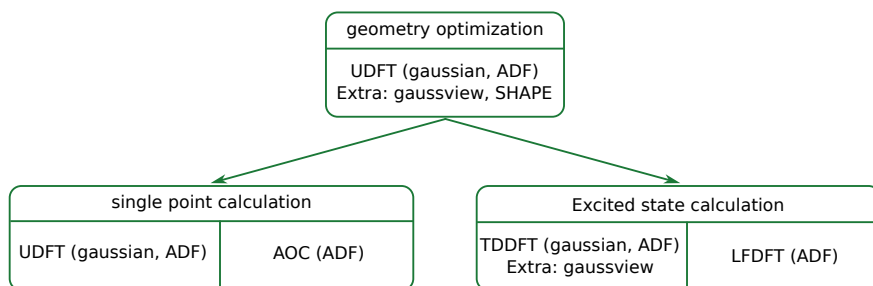 geometry optimization
UDFT (gaussian, ADF)
Extra: gaussview, SHAPE
single point calculation
UDFT (gaussian, ADF)
AOC (ADF)
Excited state calculation
TDDFT (gaussian, ADF)
Extra: gaussview
LFDFT (ADF)